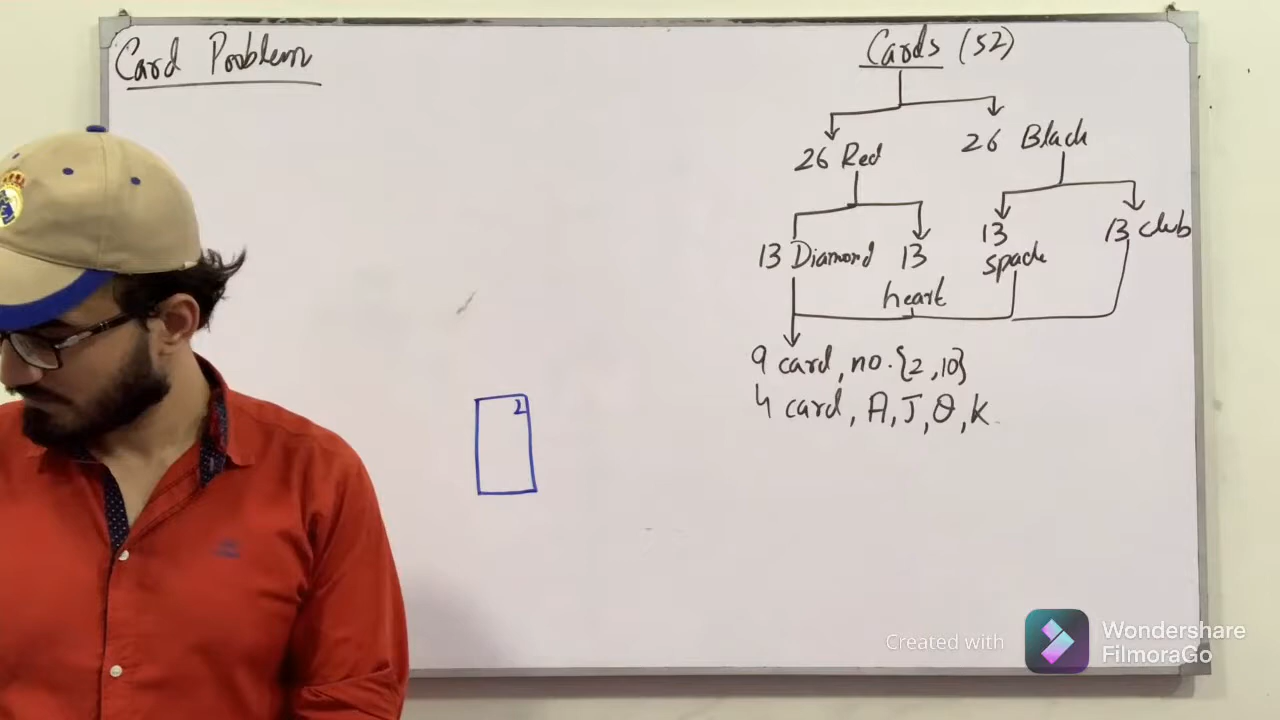 Card Problem
Cards (52)
26 Red
26 Black
13 Diamond
13 heart
13 spade
13 club
9 card, no. {2, 10}
4 card, A, J, Q, K
2
Created with
Wondershare
FilmoraGo